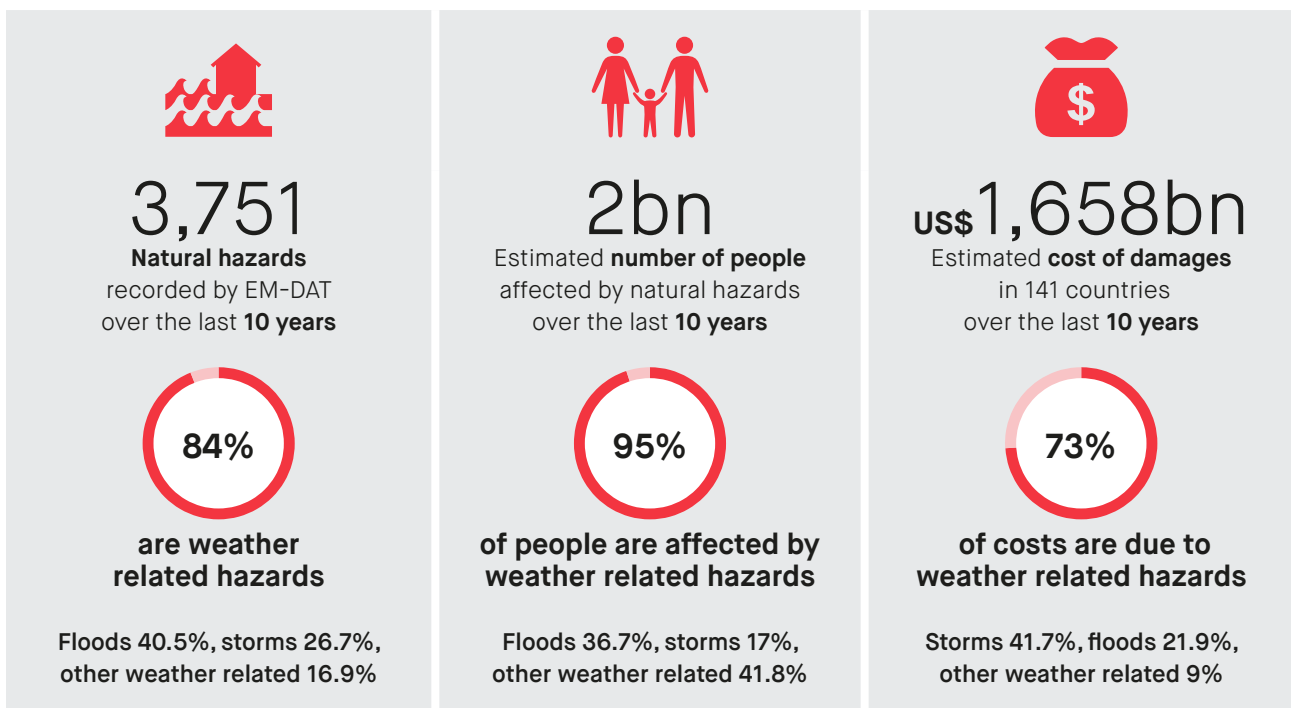 $
3,751
Natural hazards
recorded by EM-DAT
over the last 10 years
84%
are weather
related hazards
Floods 40.5%, storms 26.7%,
other weather related 16.9%
2bn
Estimated number of people
affected by natural hazards
over the last 10 years
95%
of people are affected by
weather related hazards
Floods 36.7%, storms 17%,
other weather related 41.8%
US$1,658bn
Estimated cost of damages
in 141 countries
over the last 10 years
73%
of costs are due to
weather related hazards
Storms 41.7%, floods 21.9%,
other weather related 9%